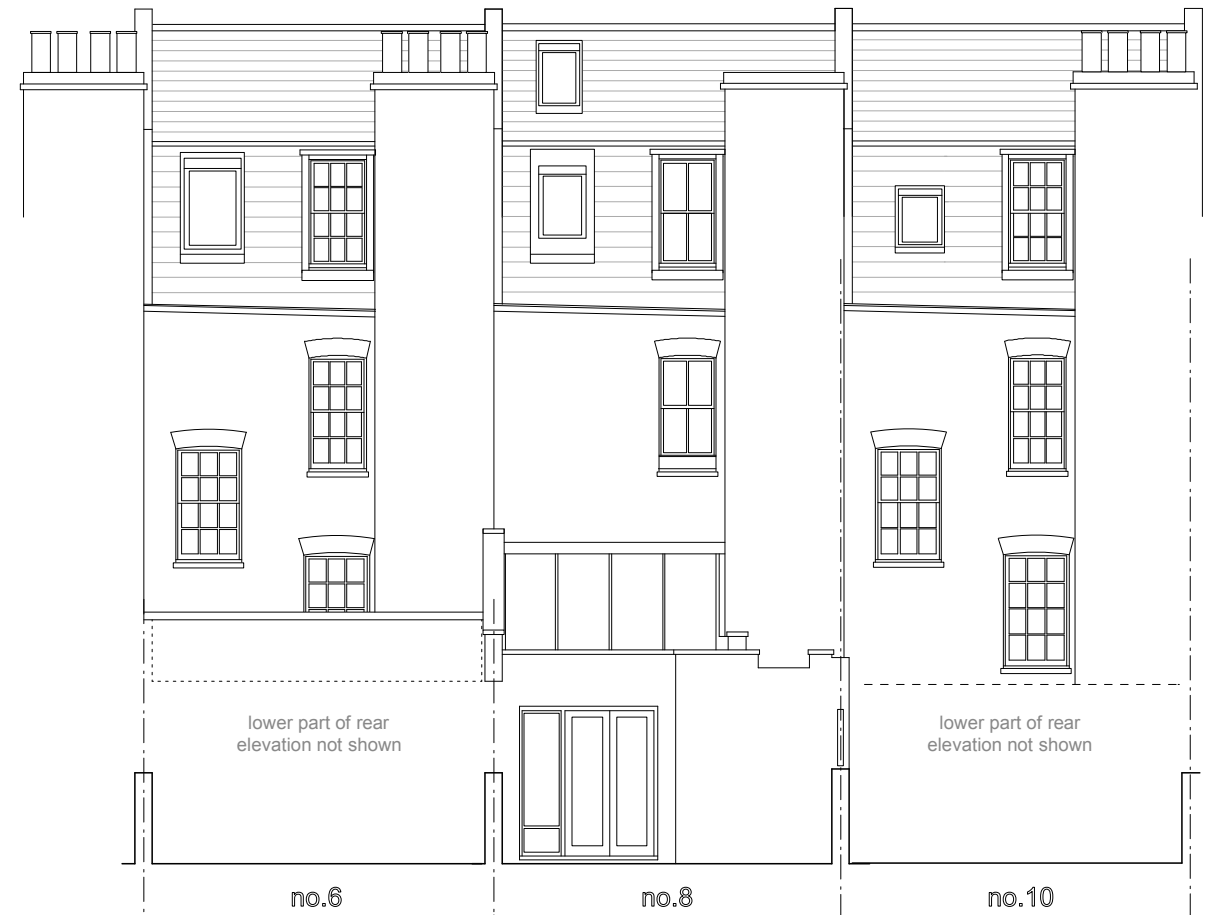 lower part of rear
elevation not shown
lower part of rear
elevation not shown
no.6
no.8
no.10